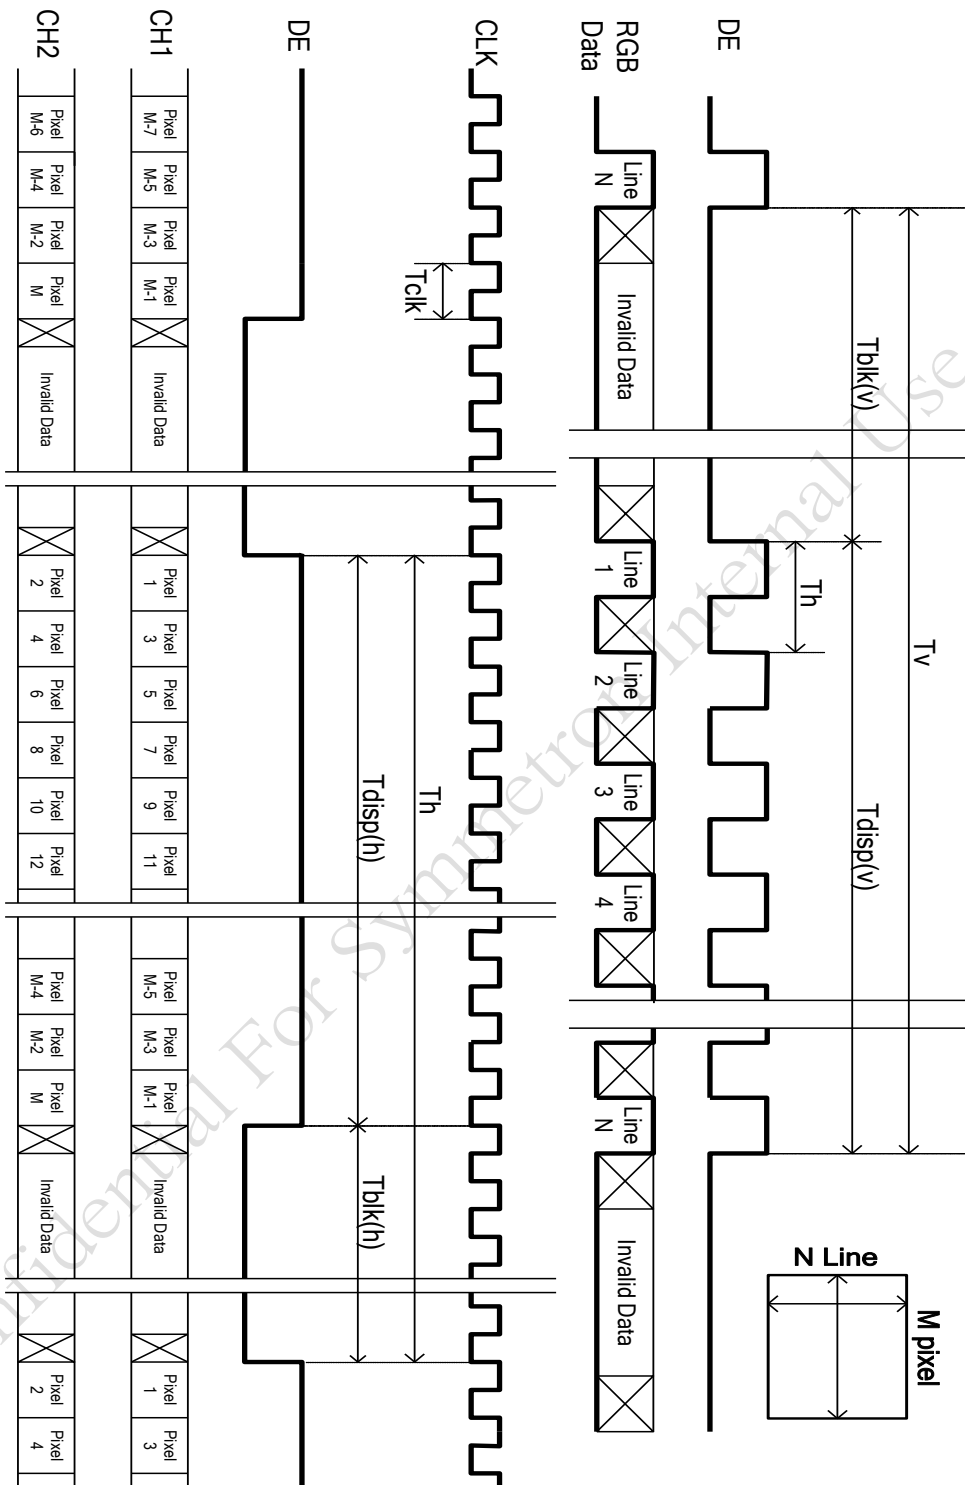 Tv
M pixel
Tblk(v) Tdisp(v)
N Line
Th
DE
RGB Data
Line N Invalid Data Line 1 Line 2 Line 3 Line 4 Line N Invalid Data
CLK
Tclk
Th
Tdisp(h) Tblk(h)
DE
CH1
Pixel M-7 Pixel M-5 Pixel M-3 Pixel M-1 Invalid Data Pixel 1 Pixel 3 Pixel 5 Pixel 7 Pixel 9 Pixel 11 Pixel M-5 Pixel M-3 Pixel M-1 Invalid Data Pixel 1 Pixel 3
CH2
Pixel M-6 Pixel M-4 Pixel M-2 Pixel M Invalid Data Pixel 2 Pixel 4 Pixel 6 Pixel 8 Pixel 10 Pixel 12 Pixel M-4 Pixel M-2 Pixel M Invalid Data Pixel 2 Pixel 4
nfidential For Symmetron Internal Use